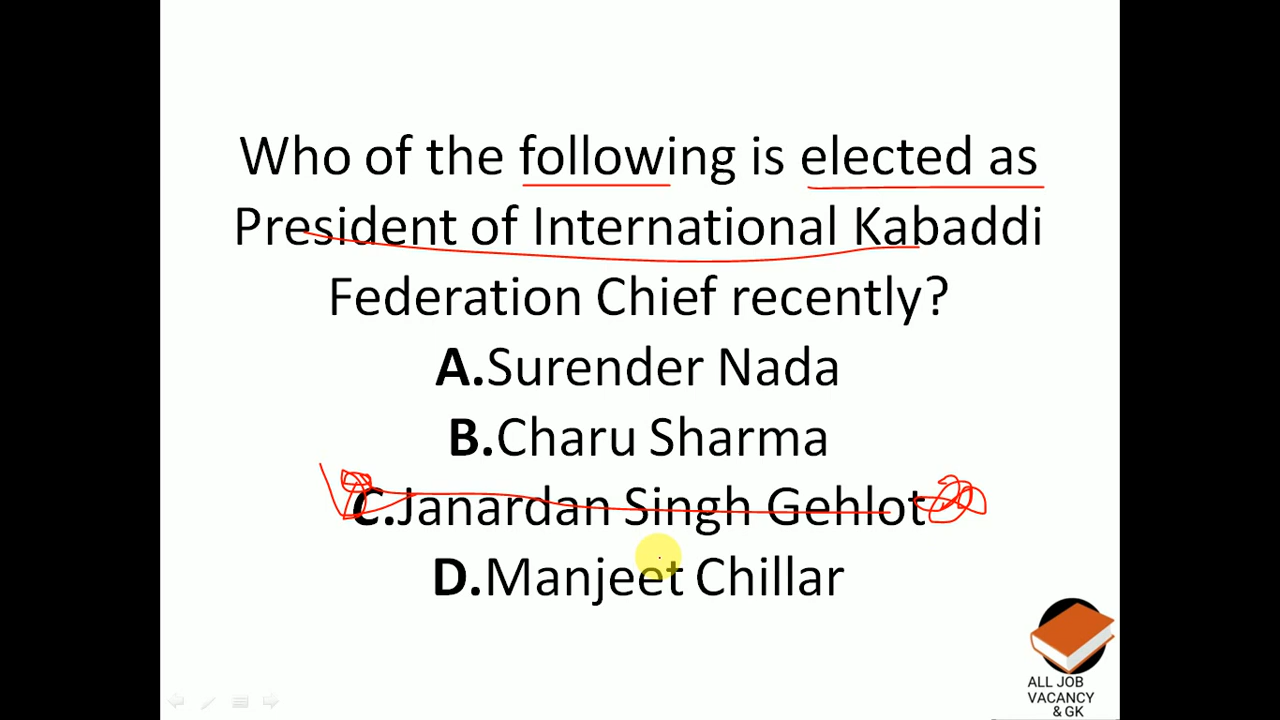 Who of the following is elected as
President of International Kabaddi
Federation Chief recently?
A.Surender Nada
B.Charu Sharma
C.Janardan Singh Gehlot
D.Manjeet Chillar
ALL JOB
VACANCY
& GK